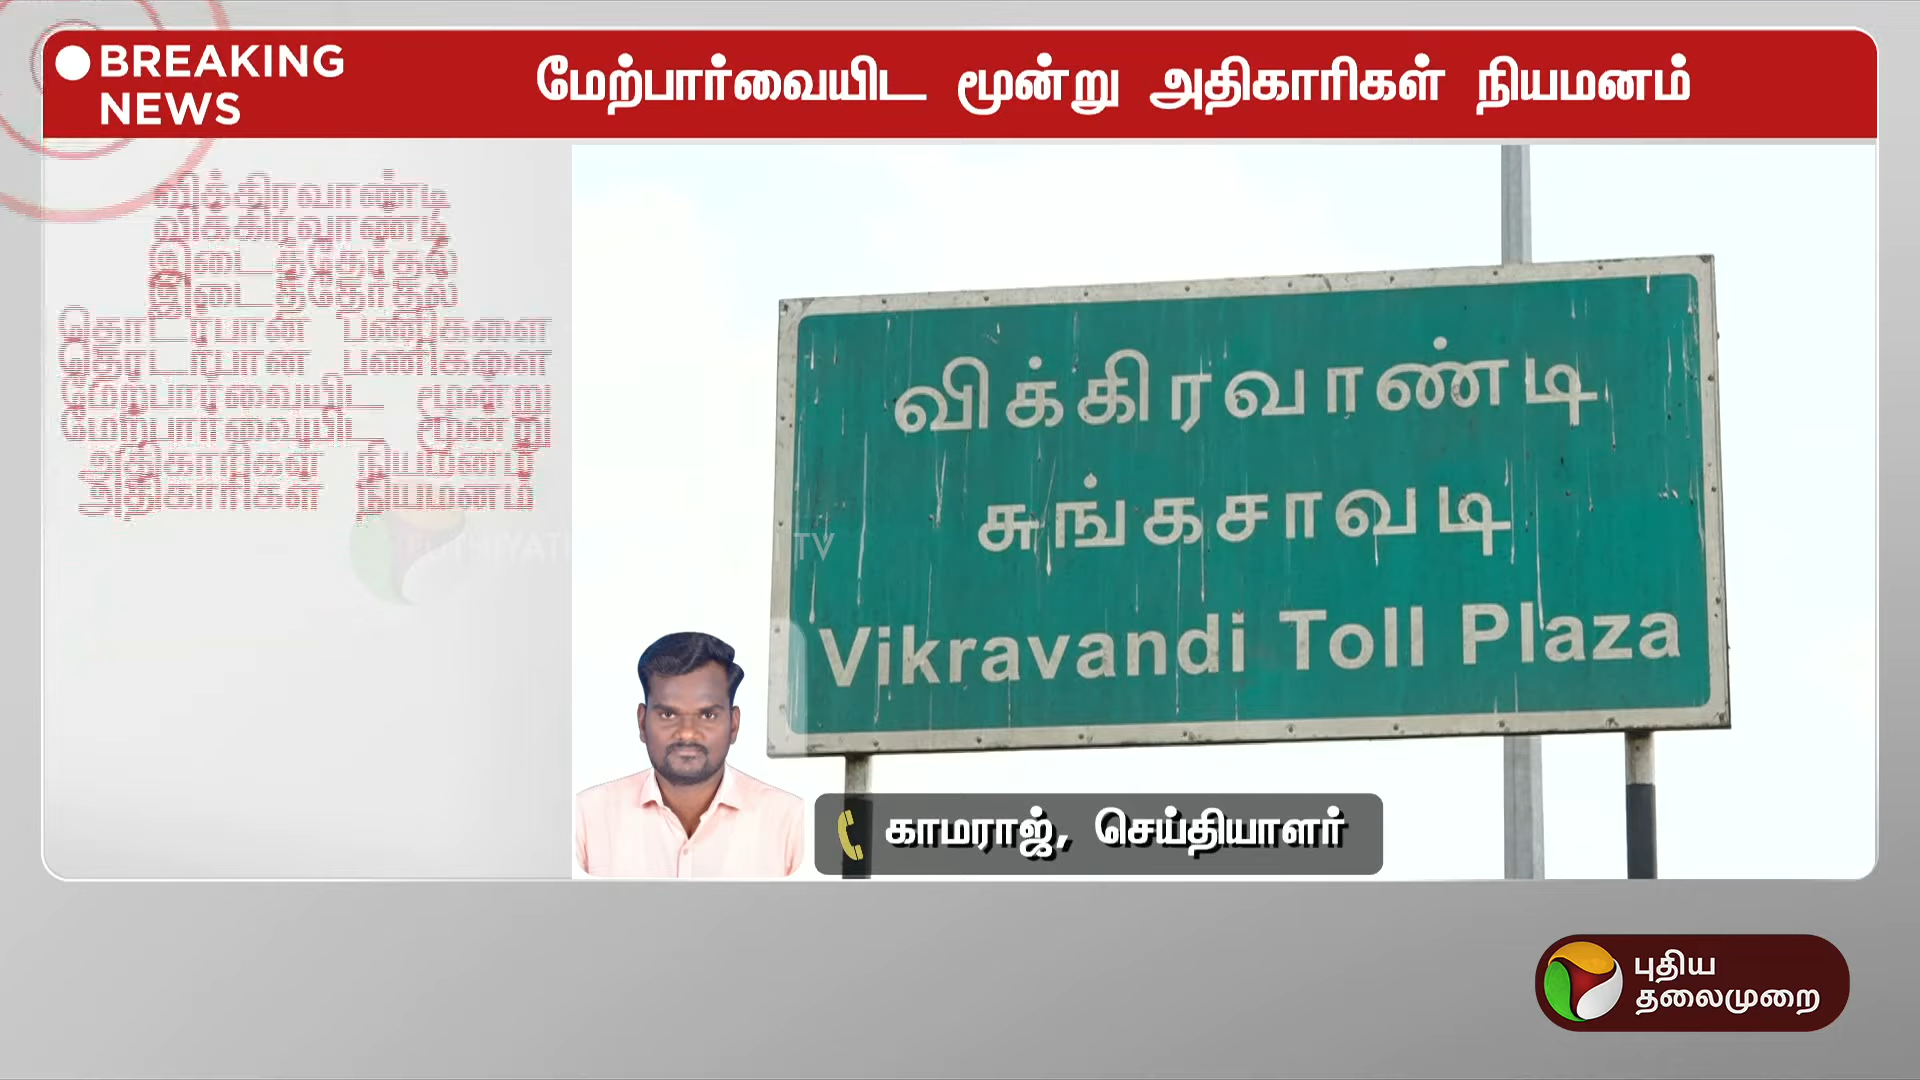 BREAKING
NEWS
மேற்பார்வையிட மூன்று அதிகாரிகள் நியமனம்
விக்கிரவாண்டி
இடைத்தேர்தல்
தொடர்பான பணிகளை
மேற்பார்வையிட மூன்று
அதிகாரிகள் நியமனம்
விக்கிரவாண்டி
சுங்கசாவடி
Vikravandi Toll Plaza
TV
காமராஜ், செய்தியாளர்
புதிய
தலைமுறை